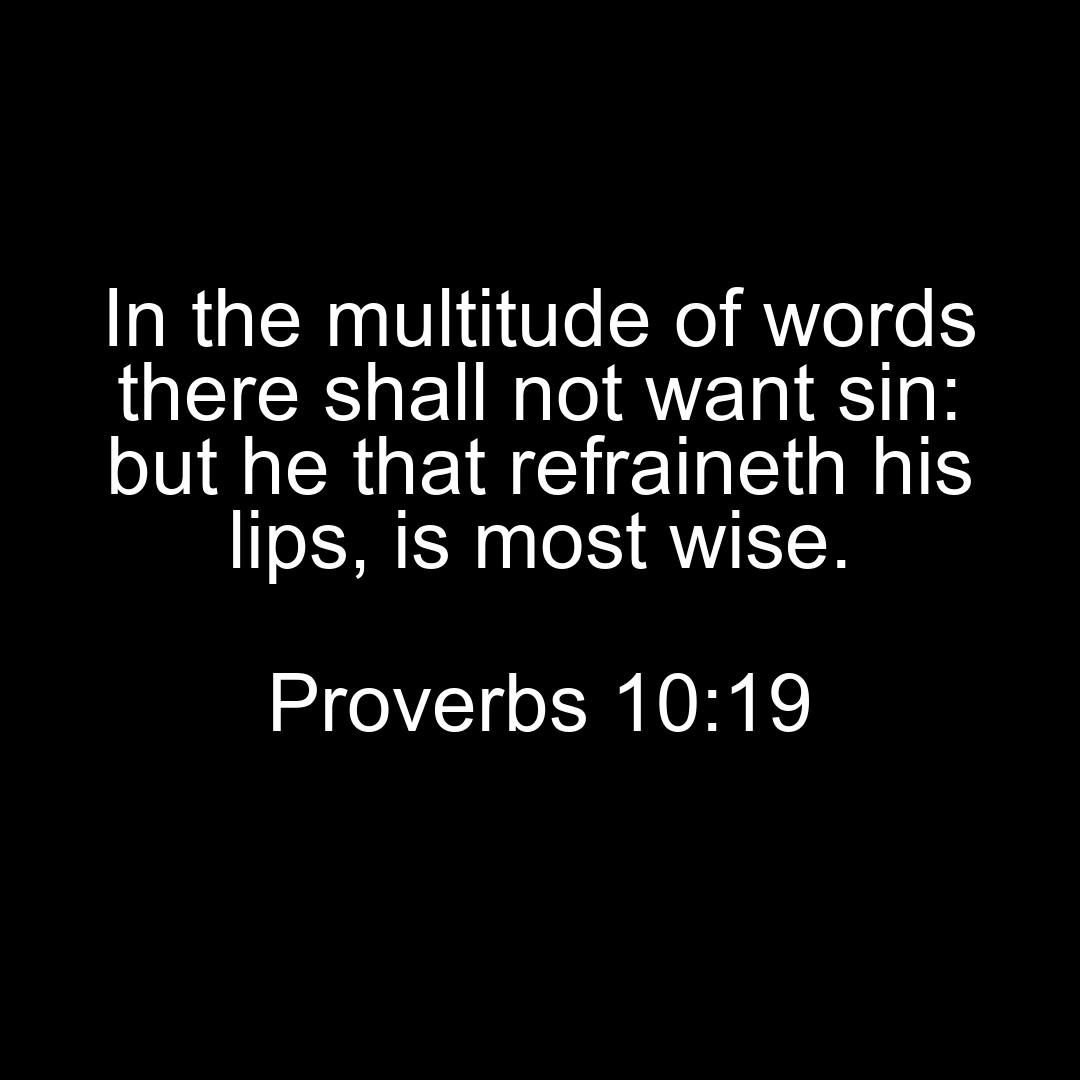 In the multitude of words
there shall not want sin:
but he that refraineth his
lips, is most wise.
Proverbs 10:19